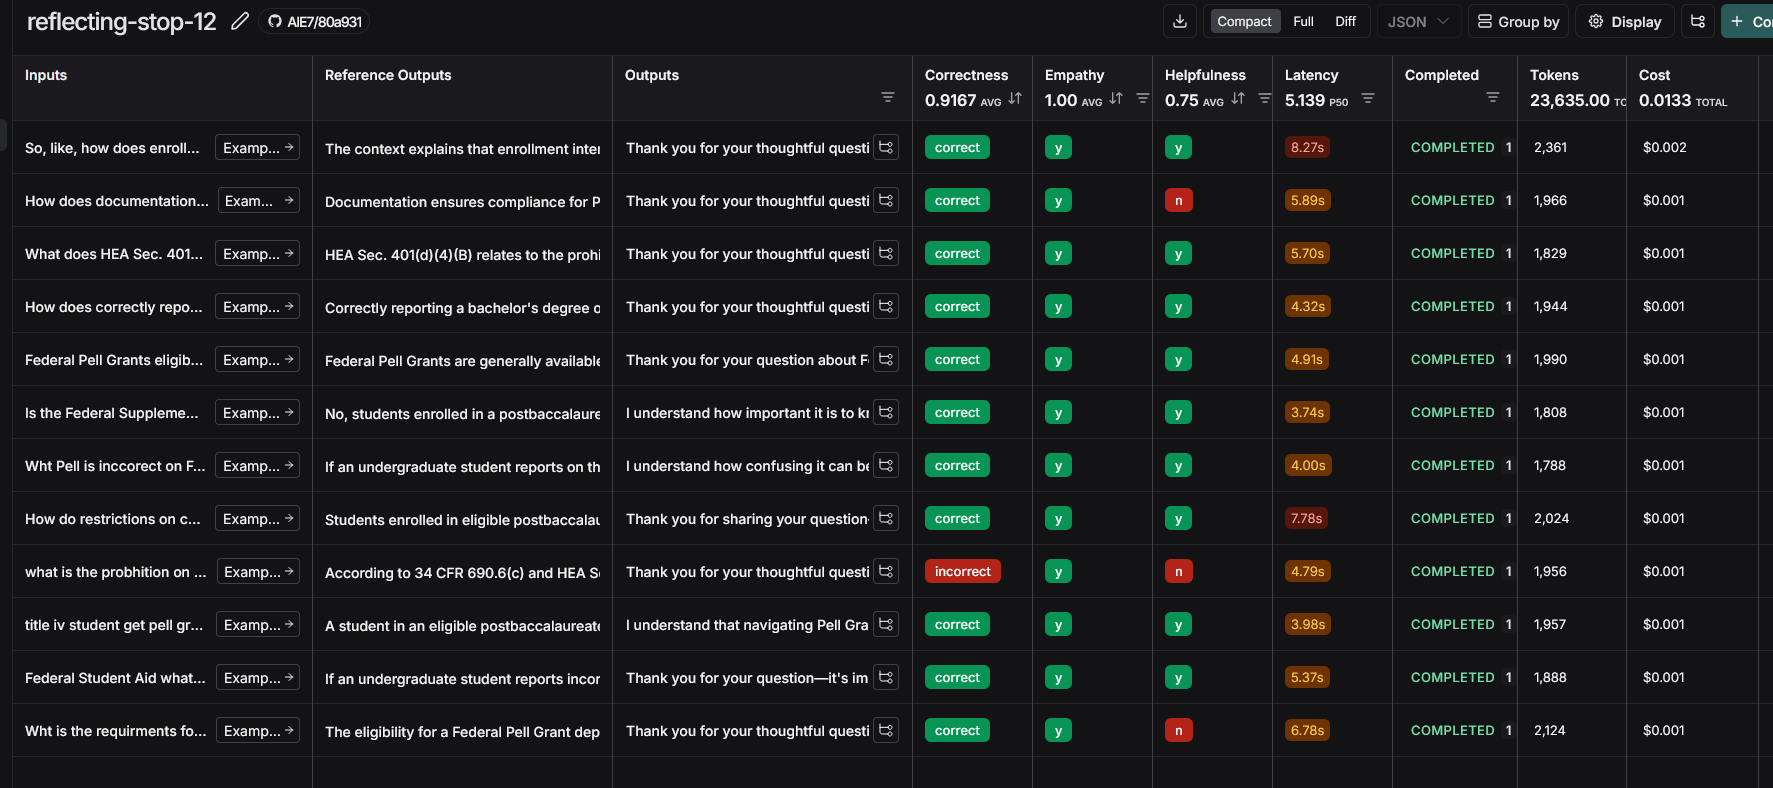 reflecting-stop-12 AIE7/80a931 Compact Full Diff JSON Group by Display + Co
Inputs Reference Outputs Outputs Correctness Empathy Helpfulness Latency Completed Tokens Cost
0.9167 AVG 1.00 AVG 0.75 AVG 5.139 P50 23,635.00 TO 0.0133 TOTAL
So, like, how does enroll... Examp... → The context explains that enrollment inter Thank you for your thoughtful questi correct y y 8.27s COMPLETED 1 2,361 $0.002
How does documentation... Exam... → Documentation ensures compliance for P Thank you for your thoughtful questi correct y n 5.89s COMPLETED 1 1,966 $0.001
What does HEA Sec. 401... Examp... → HEA Sec. 401(d)(4)(B) relates to the prohi Thank you for your thoughtful questi correct y y 5.70s COMPLETED 1 1,829 $0.001
How does correctly repo... Examp... → Correctly reporting a bachelor's degree o Thank you for your thoughtful questi correct y y 4.32s COMPLETED 1 1,944 $0.001
Federal Pell Grants eligib... Examp... → Federal Pell Grants are generally available Thank you for your question about F correct y y 4.91s COMPLETED 1 1,990 $0.001
Is the Federal Suppleme... Examp... → No, students enrolled in a postbaccalaure I understand how important it is to kn correct y y 3.74s COMPLETED 1 1,808 $0.001
Wht Pell is inccorect on F... Examp... → If an undergraduate student reports on th I understand how confusing it can be correct y y 4.00s COMPLETED 1 1,788 $0.001
How do restrictions on c... Examp... → Students enrolled in eligible postbaccalau Thank you for sharing your question correct y y 7.78s COMPLETED 1 2,024 $0.001
what is the probhition on ... Examp... → According to 34 CFR 690.6(c) and HEA Se Thank you for your thoughtful questi incorrect y n 4.79s COMPLETED 1 1,956 $0.001
title iv student get pell gr... Examp... → A student in an eligible postbaccalaureate I understand that navigating Pell Gra correct y y 3.98s COMPLETED 1 1,957 $0.001
Federal Student Aid what... Examp... → If an undergraduate student reports incor Thank you for your question—it's im correct y y 5.37s COMPLETED 1 1,888 $0.001
Wht is the requirments fo... Examp... → The eligibility for a Federal Pell Grant dep Thank you for your thoughtful questi correct y n 6.78s COMPLETED 1 2,124 $0.001